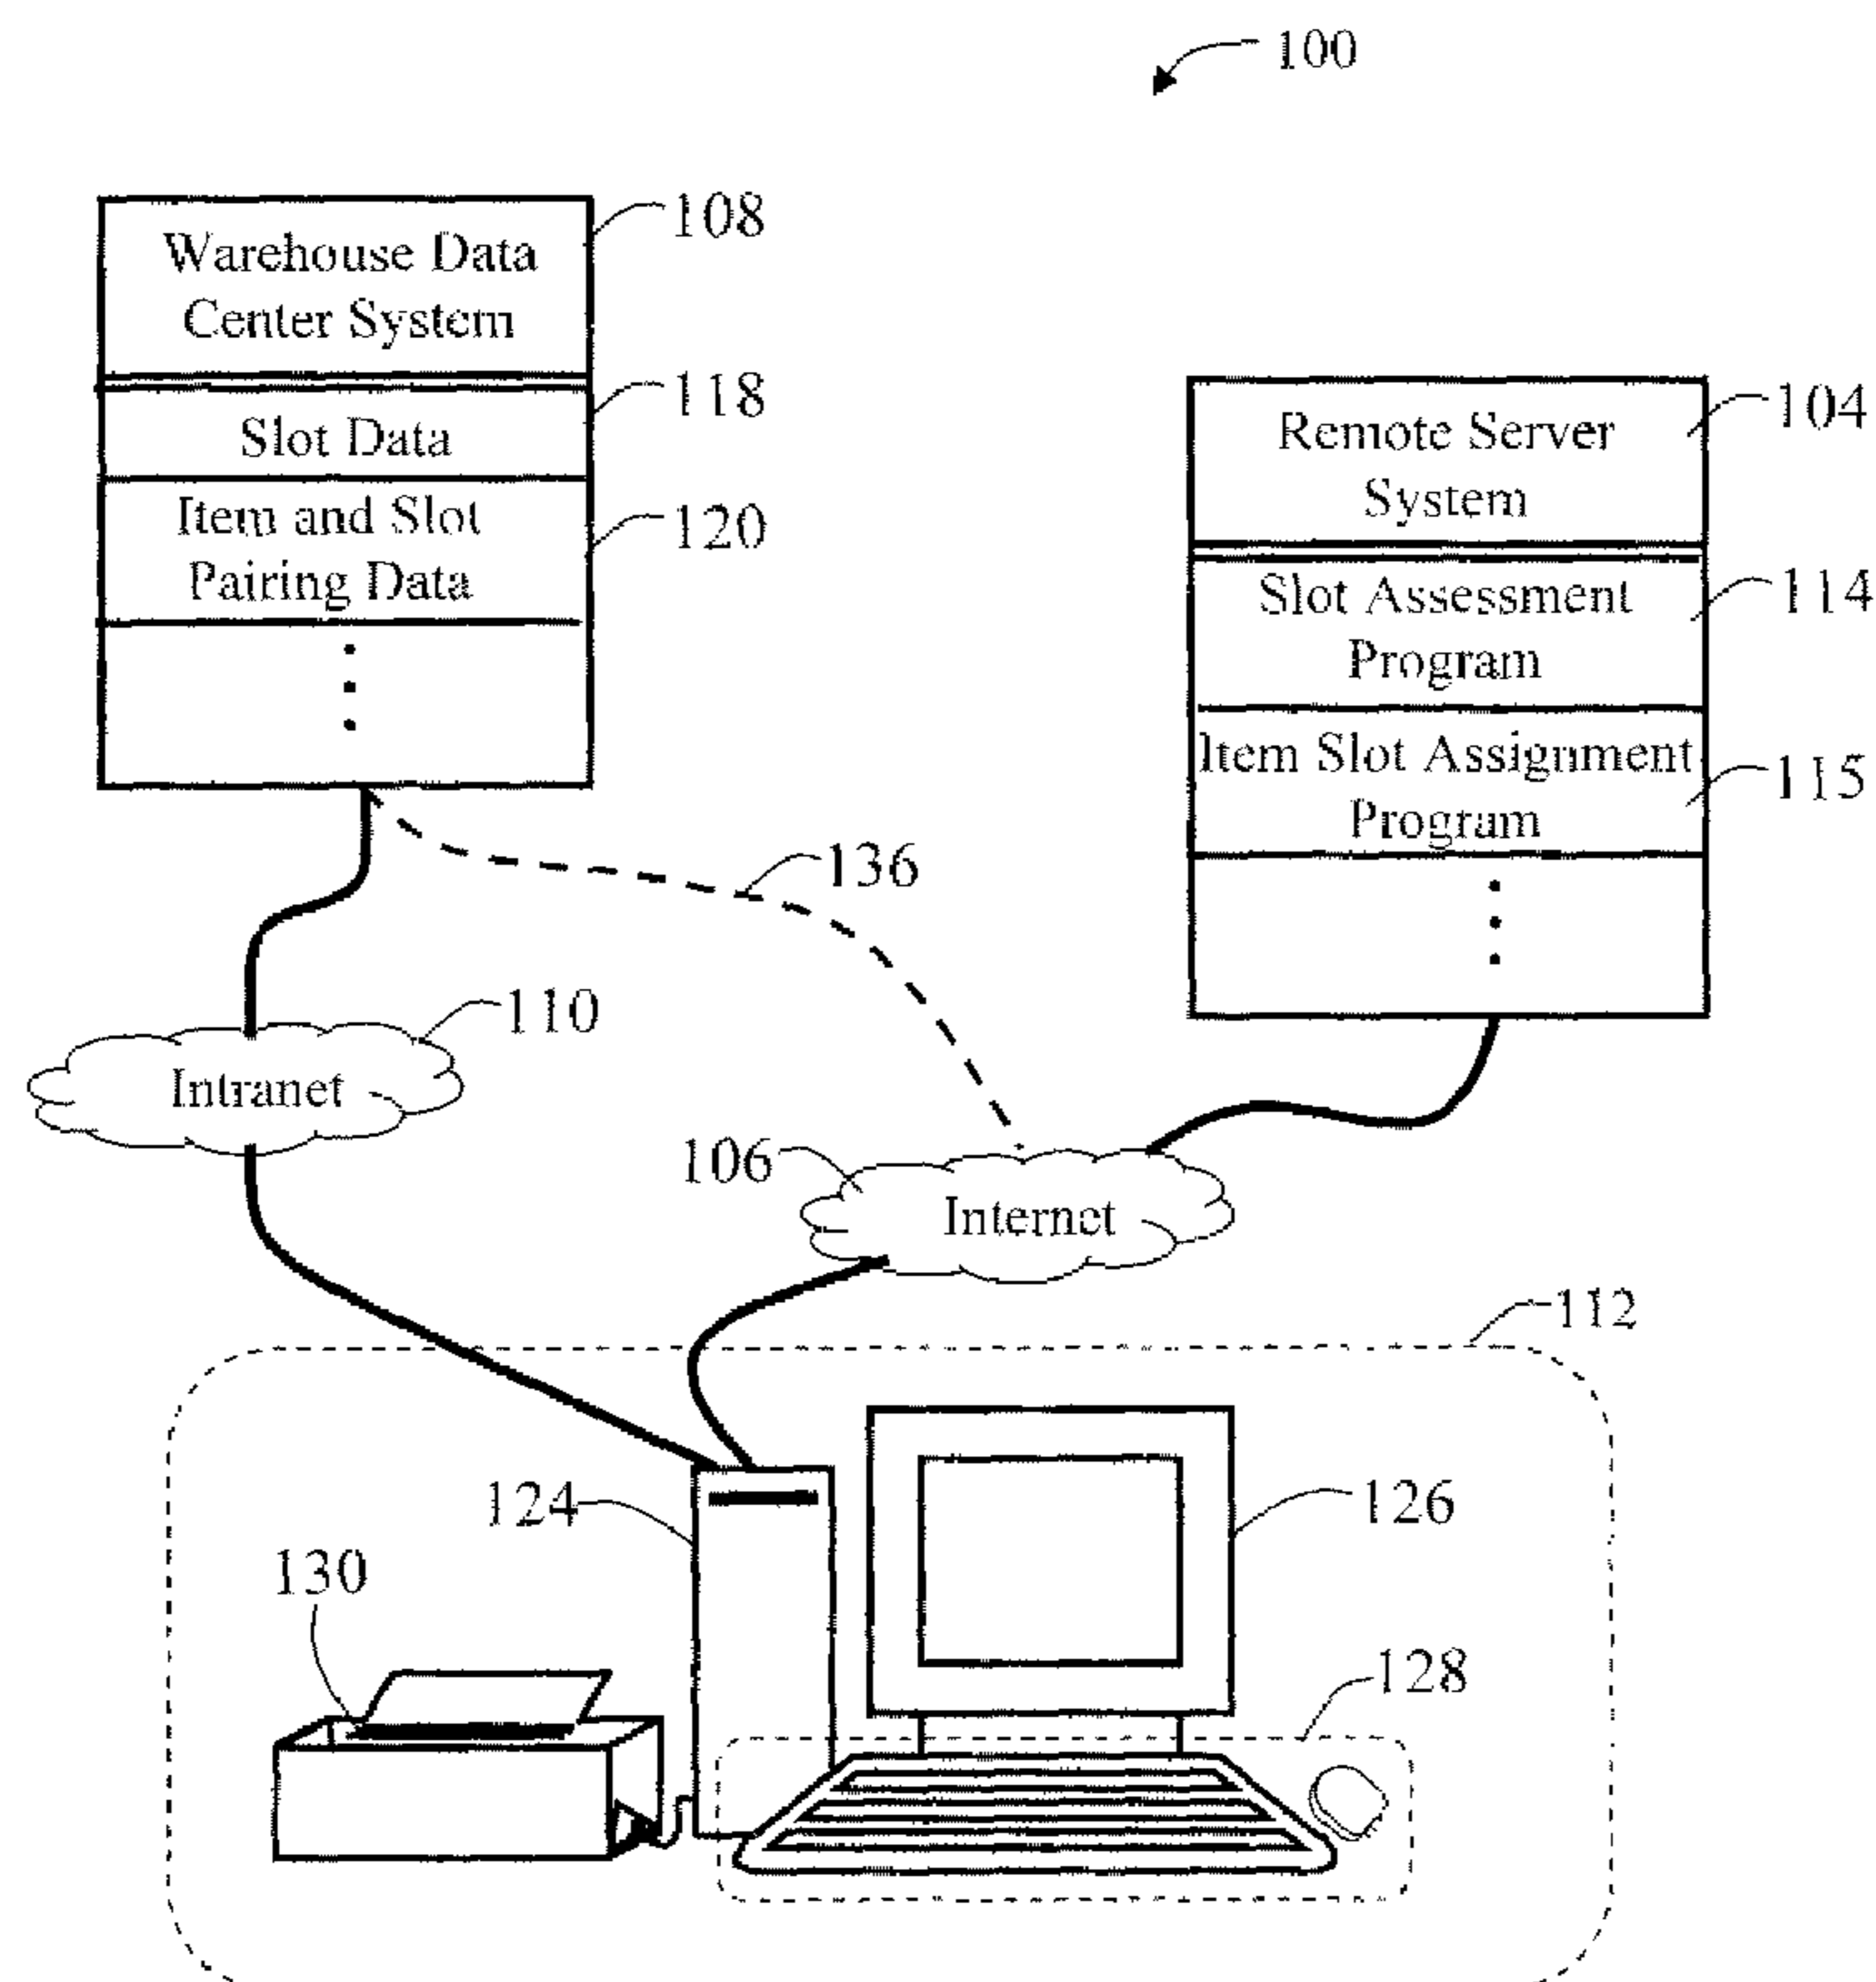 100
108
Warehouse Data
Center System
118
Slot Data
120
Item and Slot
Pairing Data
104
Remote Server
System
114
Slot Assessment
Program
115
Item Slot Assignment
Program
136
110
Intranet
106
Internet
112
124
126
130
128